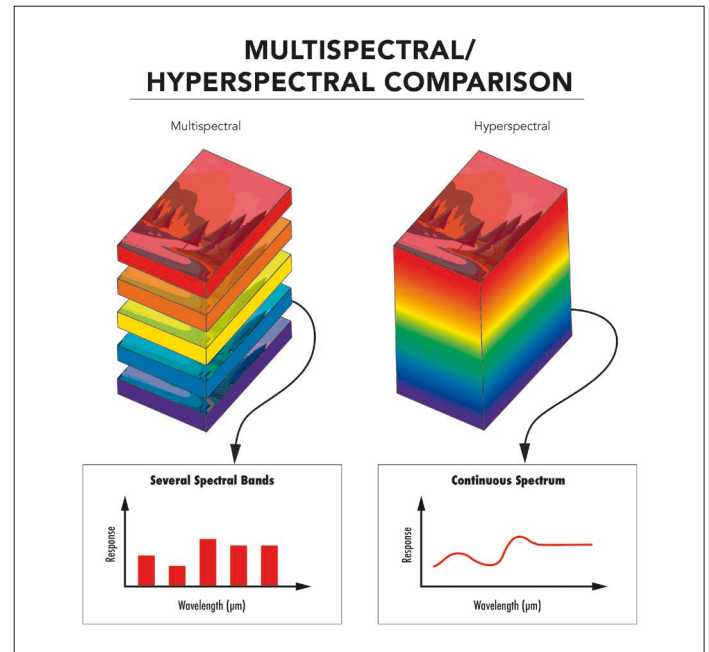 MULTISPECTRAL/
HYPERSPECTRAL COMPARISON
Multispectral
Hyperspectral
Several Spectral Bands
Response
Wavelength (µm)
Continuous Spectrum
Response
Wavelength (µm)